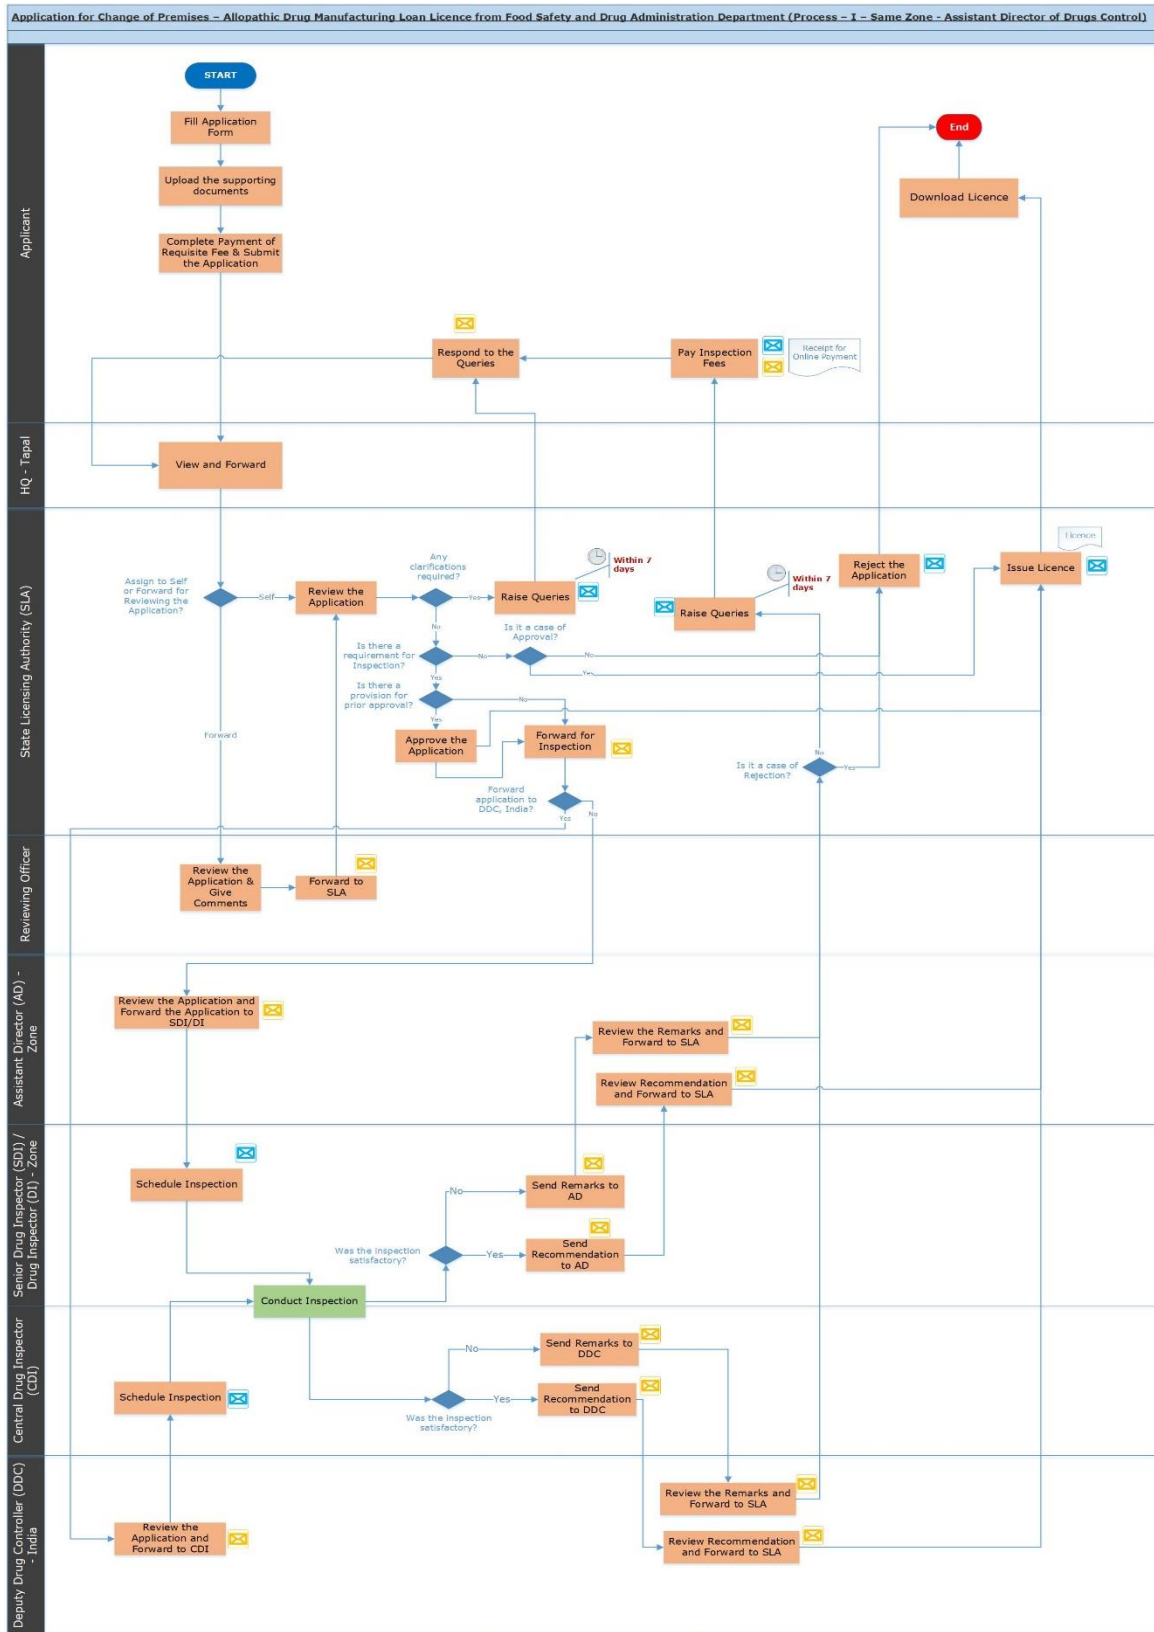 Application for Change of Premises – Allopathic Drug Manufacturing Loan Licence from Food Safety and Drug Administration Department (Process – I – Same Zone - Assistant Director of Drugs Control)
Applicant
START
Fill Application
Form
Upload the supporting
documents
Complete Payment of
Requisite Fee & Submit
the Application
End
Download Licence
Respond to the
Queries
Pay Inspection
Fees
Receipt for
Online Payment
HQ - Tapal
View and Forward
State Licensing Authority (SLA)
Assign to Self
or Forward for
Reviewing the
Application?
Self
Forward
Review the
Application
Any
clarifications
required?
Yes
No
Raise Queries
Within 7
days
Raise Queries
Within 7
days
Reject the
Application
Licence
Issue Licence
Is there a
requirement for
Inspection?
No
Yes
Is it a case of
Approval?
No
Yes
Is there a
provision for
prior approval?
No
Yes
Approve the
Application
Forward for
Inspection
Forward
application to
DDC, India?
Yes
No
Is it a case of
Rejection?
No
Yes
Reviewing Officer
Review the
Application &
Give
Comments
Forward to
SLA
Assistant Director (AD) -
Zone
Review the Application and
Forward the Application to
SDI/DI
Review the Remarks and
Forward to SLA
Review Recommendation
and Forward to SLA
Senior Drug Inspector (SDI) /
Drug Inspector (DI) - Zone
Schedule Inspection
Was the inspection
satisfactory?
No
Yes
Send Remarks to
AD
Send
Recommendation
to AD
Conduct Inspection
Central Drug Inspector
(CDI)
Schedule Inspection
Was the inspection
satisfactory?
No
Yes
Send Remarks to
DDC
Send
Recommendation
to DDC
Deputy Drug Controller (DDC)
- India
Review the
Application and
Forward to CDI
Review the Remarks and
Forward to SLA
Review Recommendation
and Forward to SLA